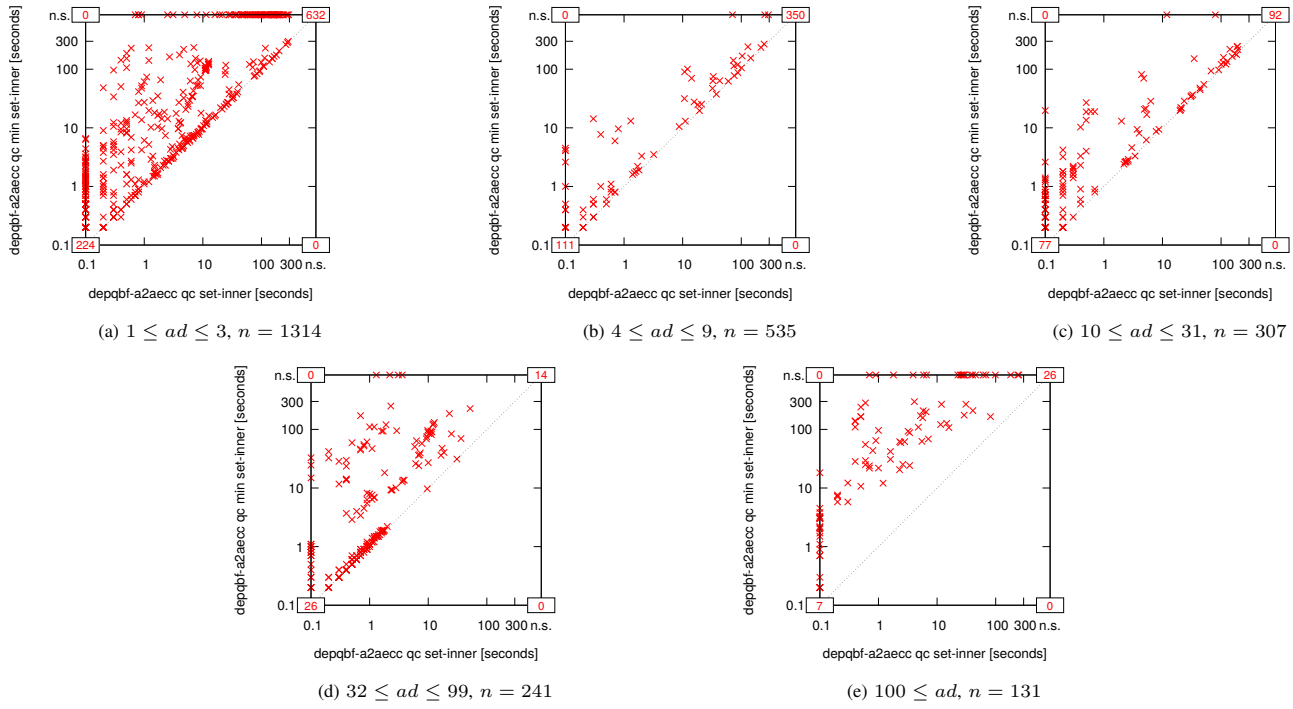 0
632
n.s.
300
100
10
1
0.1
224
0
0.1 1 10 100 300 n.s.
depqbf-a2aecc qc min set-inner [seconds]
depqbf-a2aecc qc set-inner [seconds]
(a) 1 ≤ ad ≤ 3, n = 1314
0
350
n.s.
300
100
10
1
0.1
111
0
0.1 1 10 100 300 n.s.
depqbf-a2aecc qc min set-inner [seconds]
depqbf-a2aecc qc set-inner [seconds]
(b) 4 ≤ ad ≤ 9, n = 535
0
92
n.s.
300
100
10
1
0.1
77
0
0.1 1 10 100 300 n.s.
depqbf-a2aecc qc min set-inner [seconds]
depqbf-a2aecc qc set-inner [seconds]
(c) 10 ≤ ad ≤ 31, n = 307
0
14
n.s.
300
100
10
1
0.1
26
0
0.1 1 10 100 300 n.s.
depqbf-a2aecc qc min set-inner [seconds]
depqbf-a2aecc qc set-inner [seconds]
(d) 32 ≤ ad ≤ 99, n = 241
0
26
n.s.
300
100
10
1
0.1
7
0
0.1 1 10 100 300 n.s.
depqbf-a2aecc qc min set-inner [seconds]
depqbf-a2aecc qc set-inner [seconds]
(e) 100 ≤ ad, n = 131